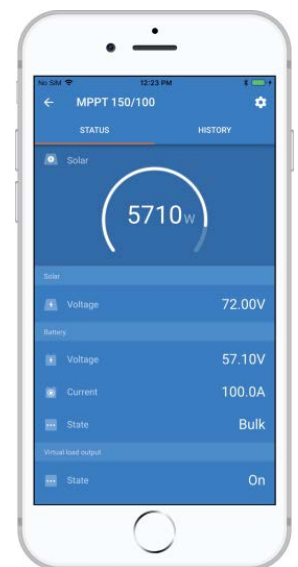 No SIM 12:23 PM
← MPPT 150/100
STATUS HISTORY
Solar
5710W
Solar
Voltage 72.00V
Battery
Voltage 57.10V
Current 100.0A
State Bulk
Virtual load output
State On